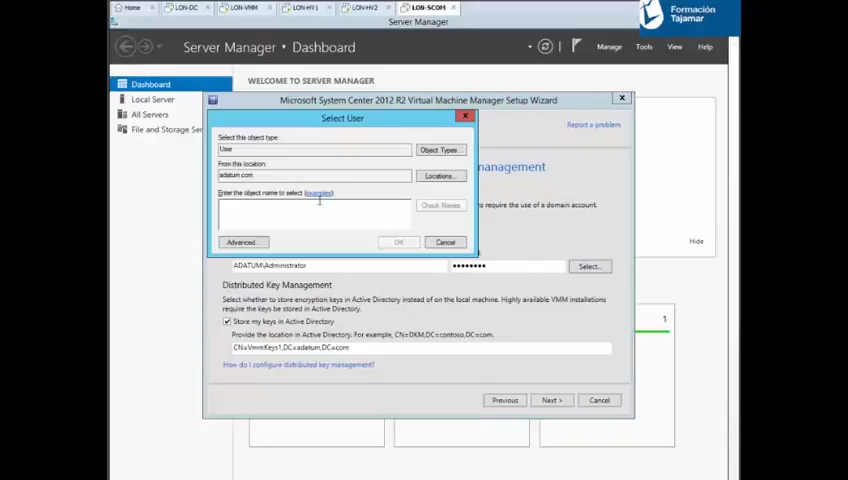 Home
LON-DC
LON-VMM
LON-HY1
LON-HY2
LON-SCOM
Formación
Tajamar
Server Manager
Server Manager • Dashboard
Manage Tools View Help
Dashboard
Local Server
All Servers
File and Storage Ser
WELCOME TO SERVER MANAGER
Microsoft System Center 2012 R2 Virtual Machine Manager Setup Wizard
Report a problem
Select User
Select this object type:
User
Object Types...
From this location:
adatum.com
Locations...
Enter the object name to select (examples):
Check Names
Advanced...
OK
Cancel
management
ns require the use of a domain account.
Hide
ADATUM\Administrator
••••••••
Select...
Distributed Key Management
Select whether to store encryption keys in Active Directory instead of on the local machine. Highly available VMM installations
require the keys be stored in Active Directory.
Store my keys in Active Directory
Provide the location in Active Directory. For example, CN=DKM,DC=contoso,DC=com.
CN=VmmKeys1,DC=adatum,DC=com
How do I configure distributed key management?
1
Previous
Next >
Cancel